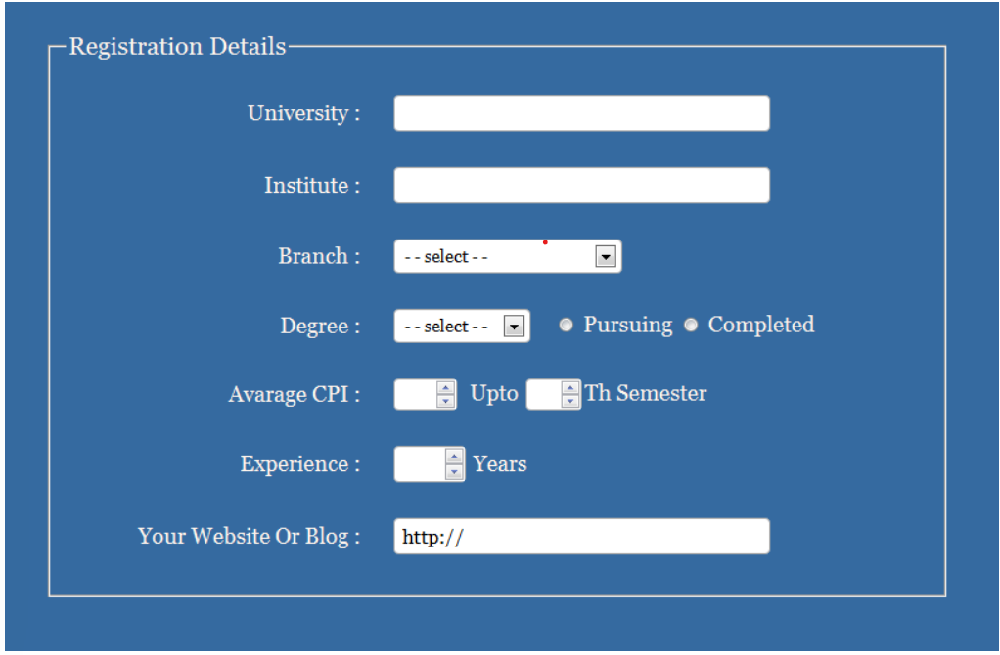 Registration Details
University :
Institute :
Branch : - - select - -
Degree : - - select - - Pursuing Completed
Avarage CPI : Upto Th Semester
Experience : Years
Your Website Or Blog : http://